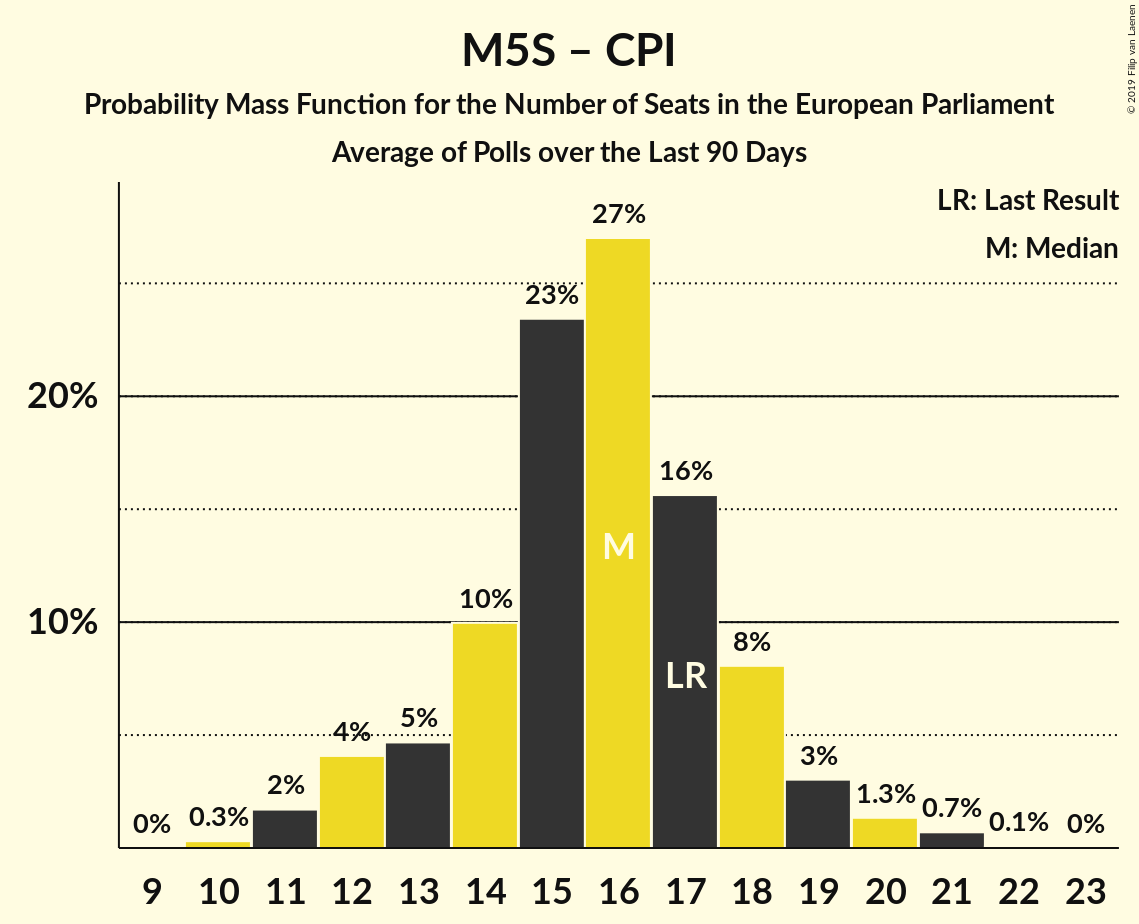 M5S – CPI
Probability Mass Function for the Number of Seats in the European Parliament
Average of Polls over the Last 90 Days
© 2019 Filip van Laenen
LR: Last Result
M: Median
27%
23%
20%
16%
M
10%
10%
8%
LR
5%
4%
3%
2%
1.3%
0.7%
0.3%
0.1%
0%
0%
9 10 11 12 13 14 15 16 17 18 19 20 21 22 23